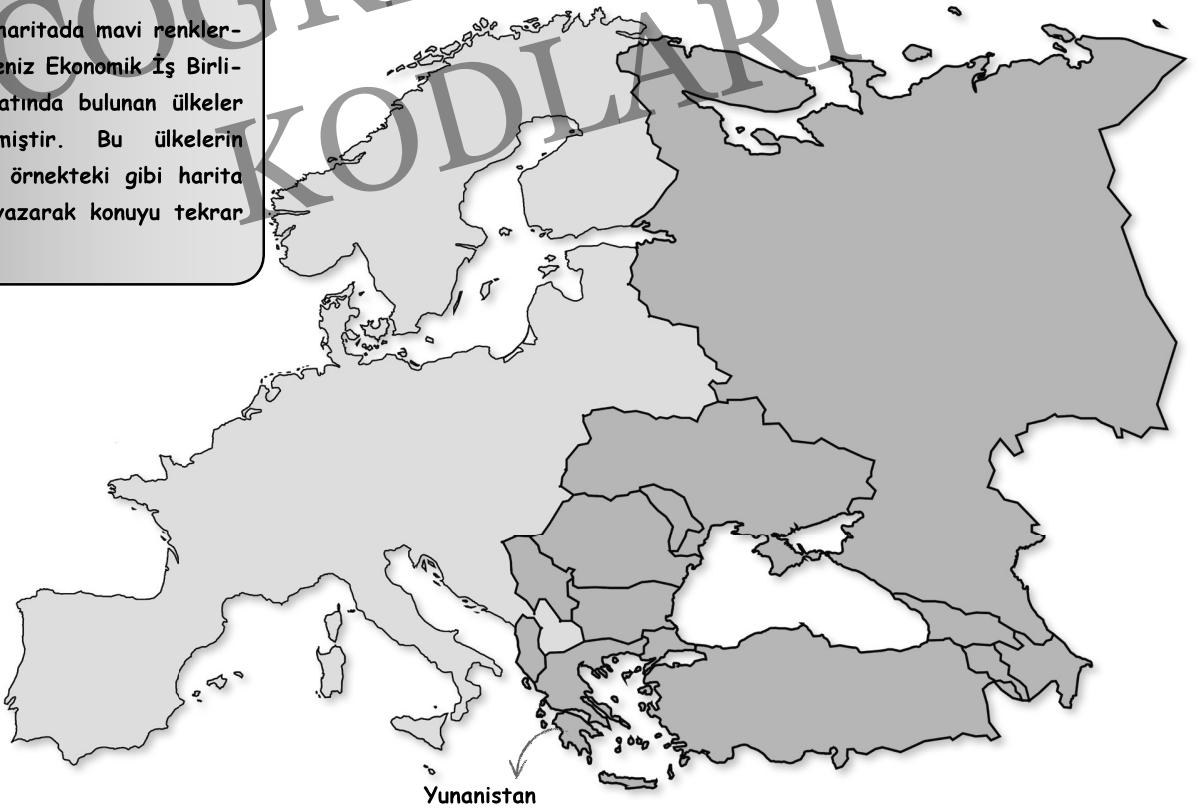 COĞR
KODLARI
haritada mavi renkler-
eniz Ekonomik İş Birli-
atında bulunan ülkeler
miştir. Bu ülkelerin
örnekteki gibi harita
yazarak konuyu tekrar
Yunanistan